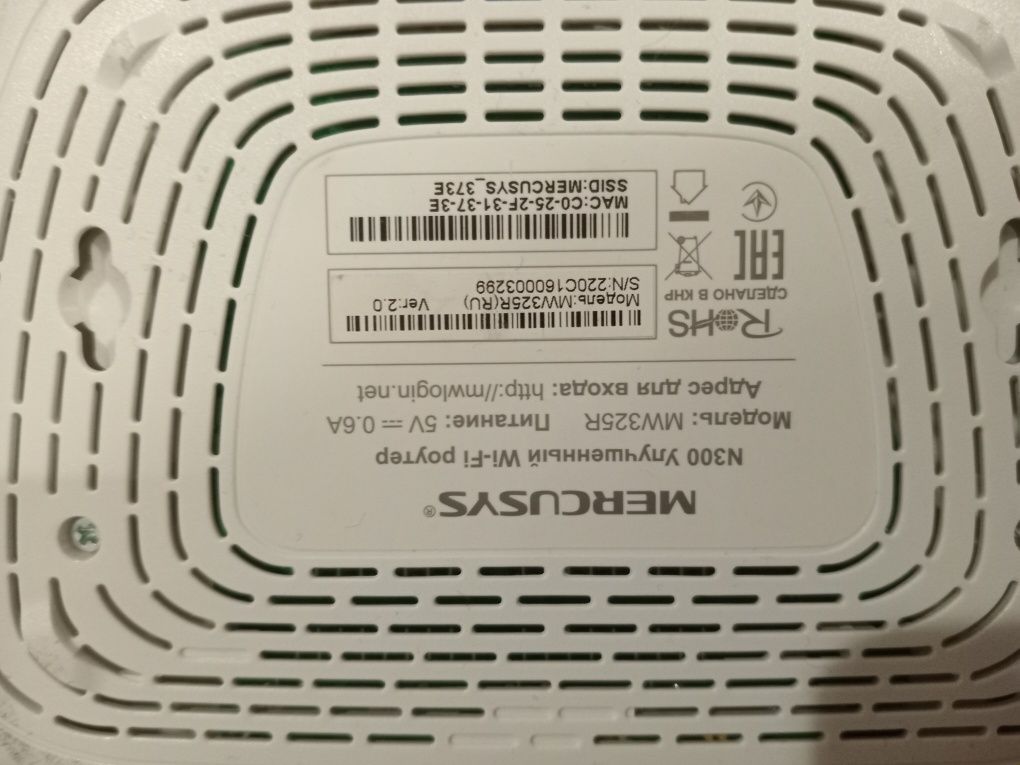 MERCUSYS®
N300 Улучшенный Wi-Fi роутер
Модель: MW325R Питание: 5V ⎓ 0.6A
Адрес для входа: http://mwlogin.net
RoHS
СДЕЛАНО В КНР
EAC
Модель:MW325R(RU) Ver:2.0
S/N:220C160003299
MAC:C0-25-2F-31-37-3E
SSID:MERCUSYS_373E